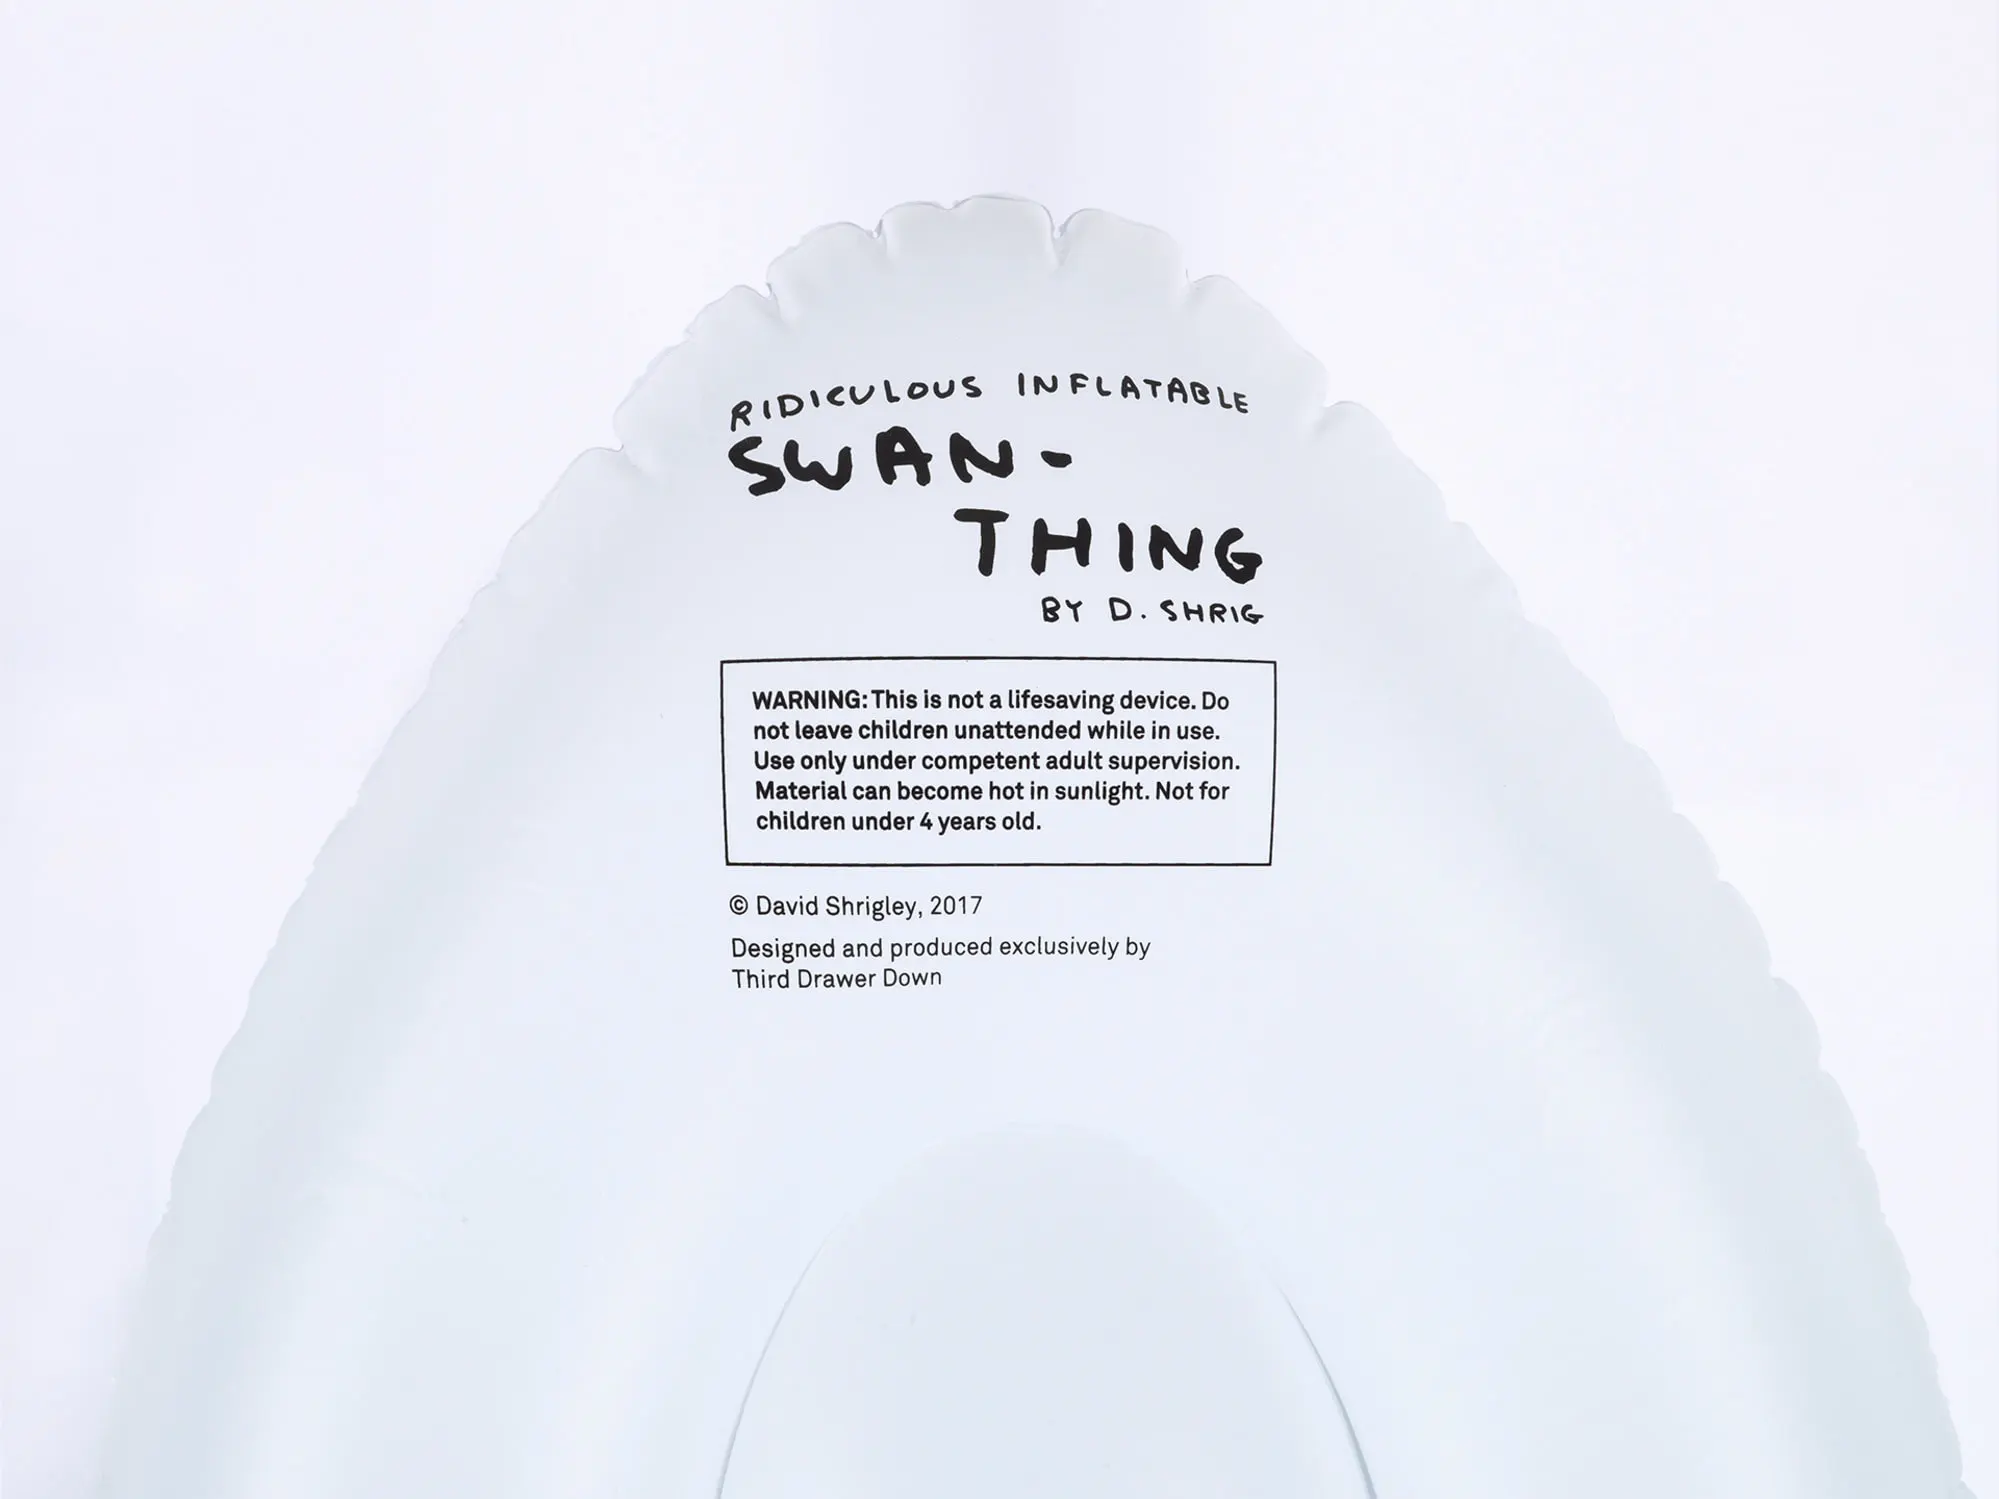 RIDICULOUS INFLATABLE
SWAN-
THING
BY D. SHRIG
WARNING: This is not a lifesaving device. Do
not leave children unattended while in use.
Use only under competent adult supervision.
Material can become hot in sunlight. Not for
children under 4 years old.
© David Shrigley, 2017
Designed and produced exclusively by
Third Drawer Down